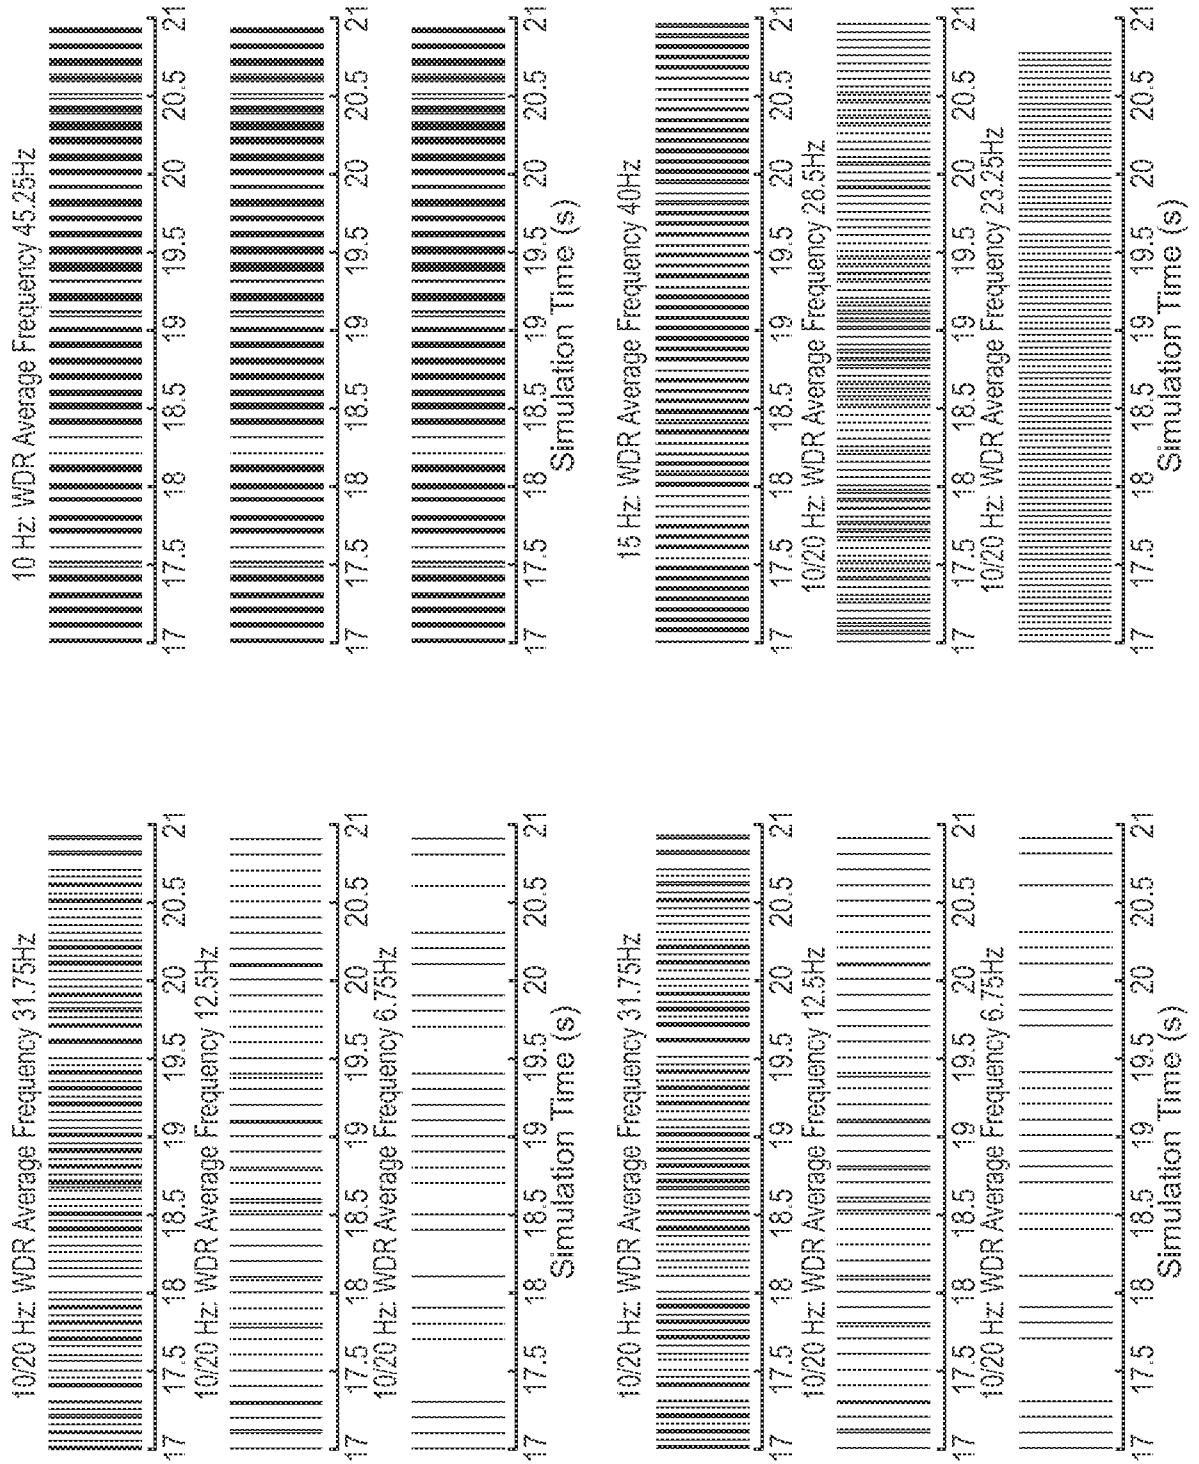 10/20 Hz: WDR Average Frequency 31.75Hz
17 17.5 18 18.5 19 19.5 20 20.5 21
10/20 Hz: WDR Average Frequency 12.5Hz
17 17.5 18 18.5 19 19.5 20 20.5 21
10/20 Hz: WDR Average Frequency 6.75Hz
17 17.5 18 18.5 19 19.5 20 20.5 21
Simulation Time (s)
10 Hz: WDR Average Frequency 45.25Hz
17 17.5 18 18.5 19 19.5 20 20.5 21
17 17.5 18 18.5 19 19.5 20 20.5 21
17 17.5 18 18.5 19 19.5 20 20.5 21
Simulation Time (s)
10/20 Hz: WDR Average Frequency 31.75Hz
17 17.5 18 18.5 19 19.5 20 20.5 21
10/20 Hz: WDR Average Frequency 12.5Hz
17 17.5 18 18.5 19 19.5 20 20.5 21
10/20 Hz: WDR Average Frequency 6.75Hz
17 17.5 18 18.5 19 19.5 20 20.5 21
Simulation Time (s)
15 Hz: WDR Average Frequency 40Hz
17 17.5 18 18.5 19 19.5 20 20.5 21
10/20 Hz: WDR Average Frequency 28.5Hz
17 17.5 18 18.5 19 19.5 20 20.5 21
10/20 Hz: WDR Average Frequency 23.25Hz
17 17.5 18 18.5 19 19.5 20 20.5 21
Simulation Time (s)